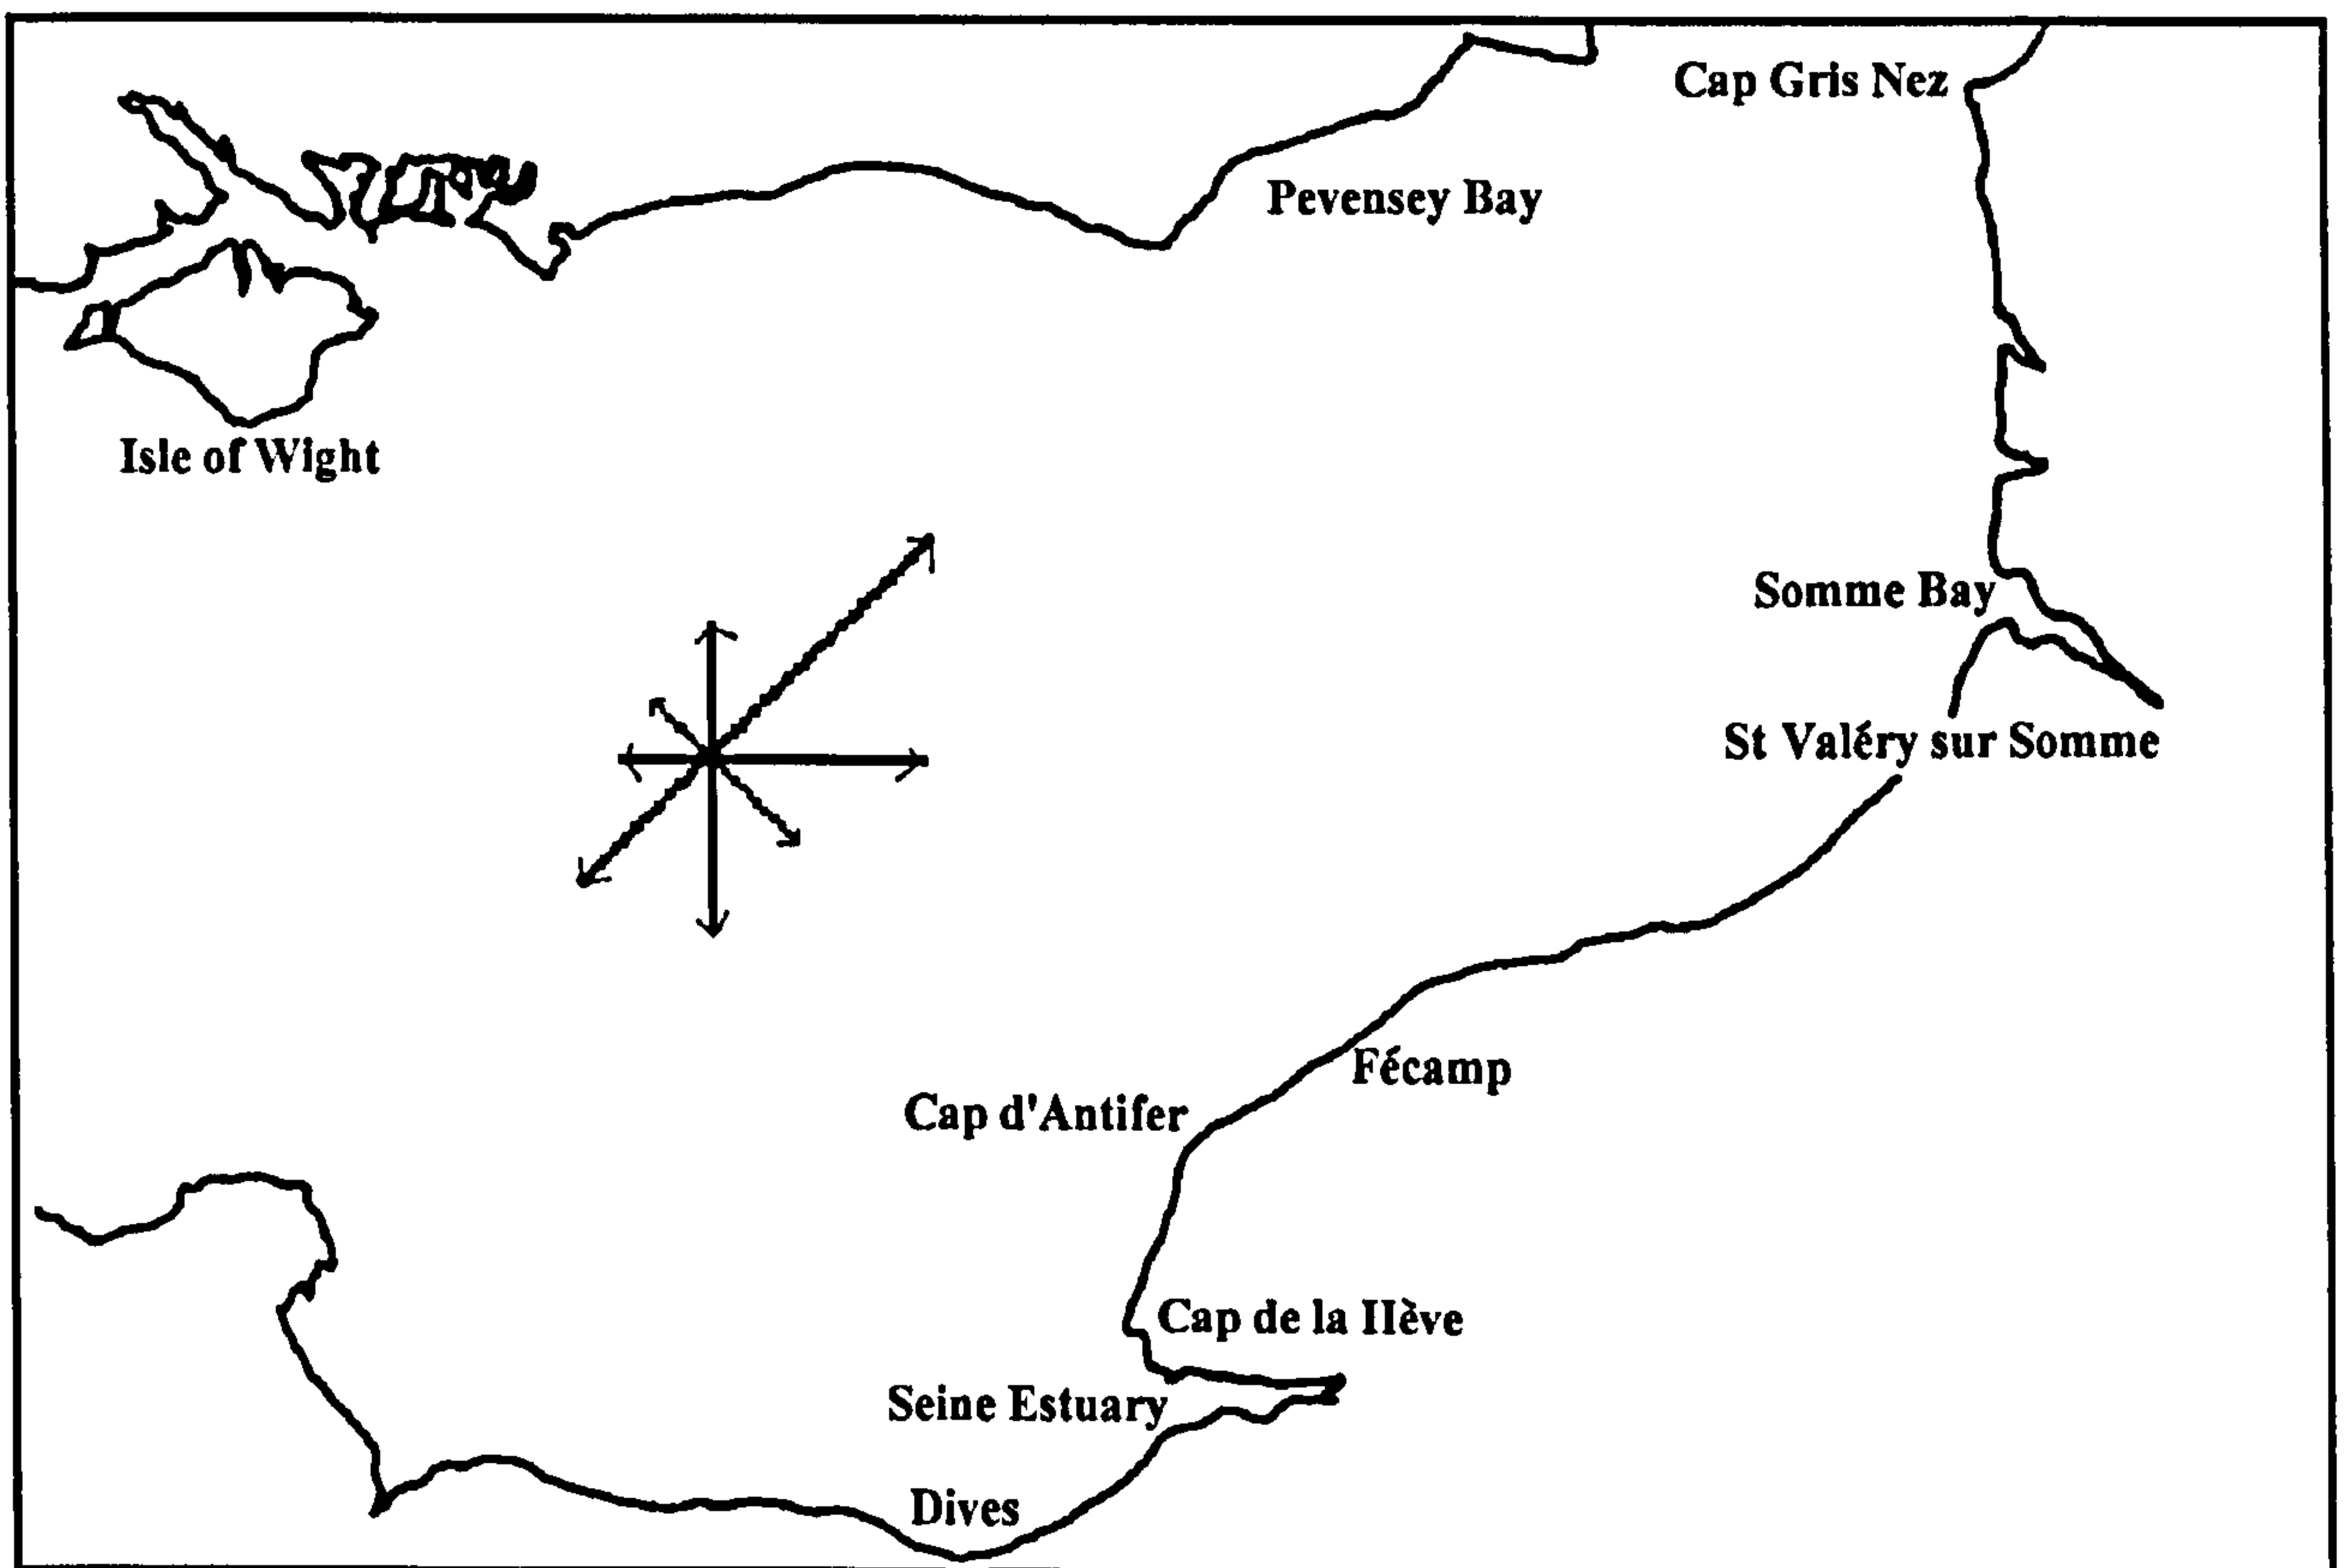 Cap Gris Nez
Pevensey Bay
Isle of Wight
Somme Bay
St Valéry sur Somme
Fécamp
Cap d'Antifer
Cap de la Hève
Seine Estuary
Dives